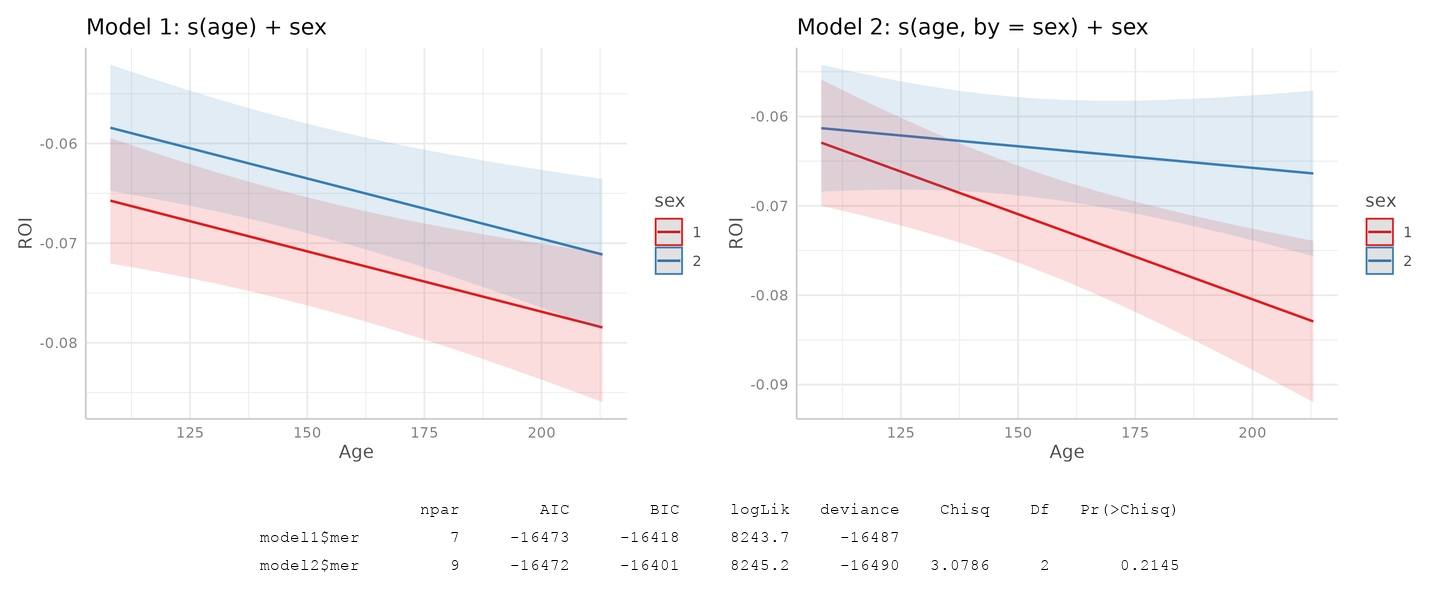 Model 1: s(age) + sex
-0.06
-0.07
-0.08
ROI
125 150 175 200
Age
sex
1
2
Model 2: s(age, by = sex) + sex
-0.06
-0.07
-0.08
-0.09
ROI
125 150 175 200
Age
sex
1
2
npar AIC BIC logLik deviance Chisq Df Pr(>Chisq)
model1$mer 7 -16473 -16418 8243.7 -16487
model2$mer 9 -16472 -16401 8245.2 -16490 3.0786 2 0.2145